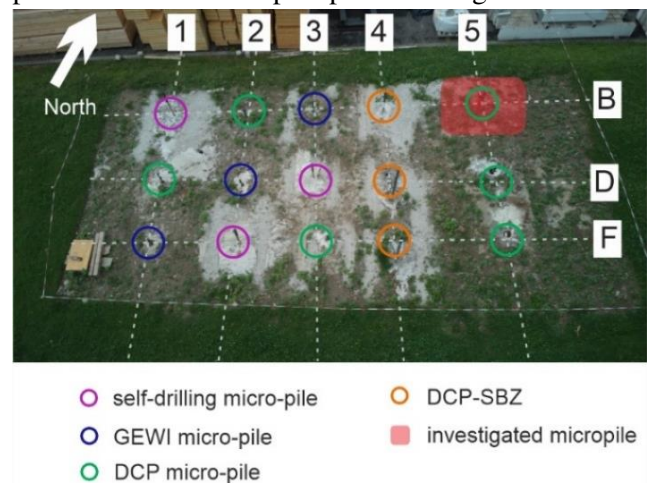 1 2 3 4 5
North
B
D
F
self-drilling micro-pile
DCP-SBZ
GEWI micro-pile
investigated micropile
DCP micro-pile